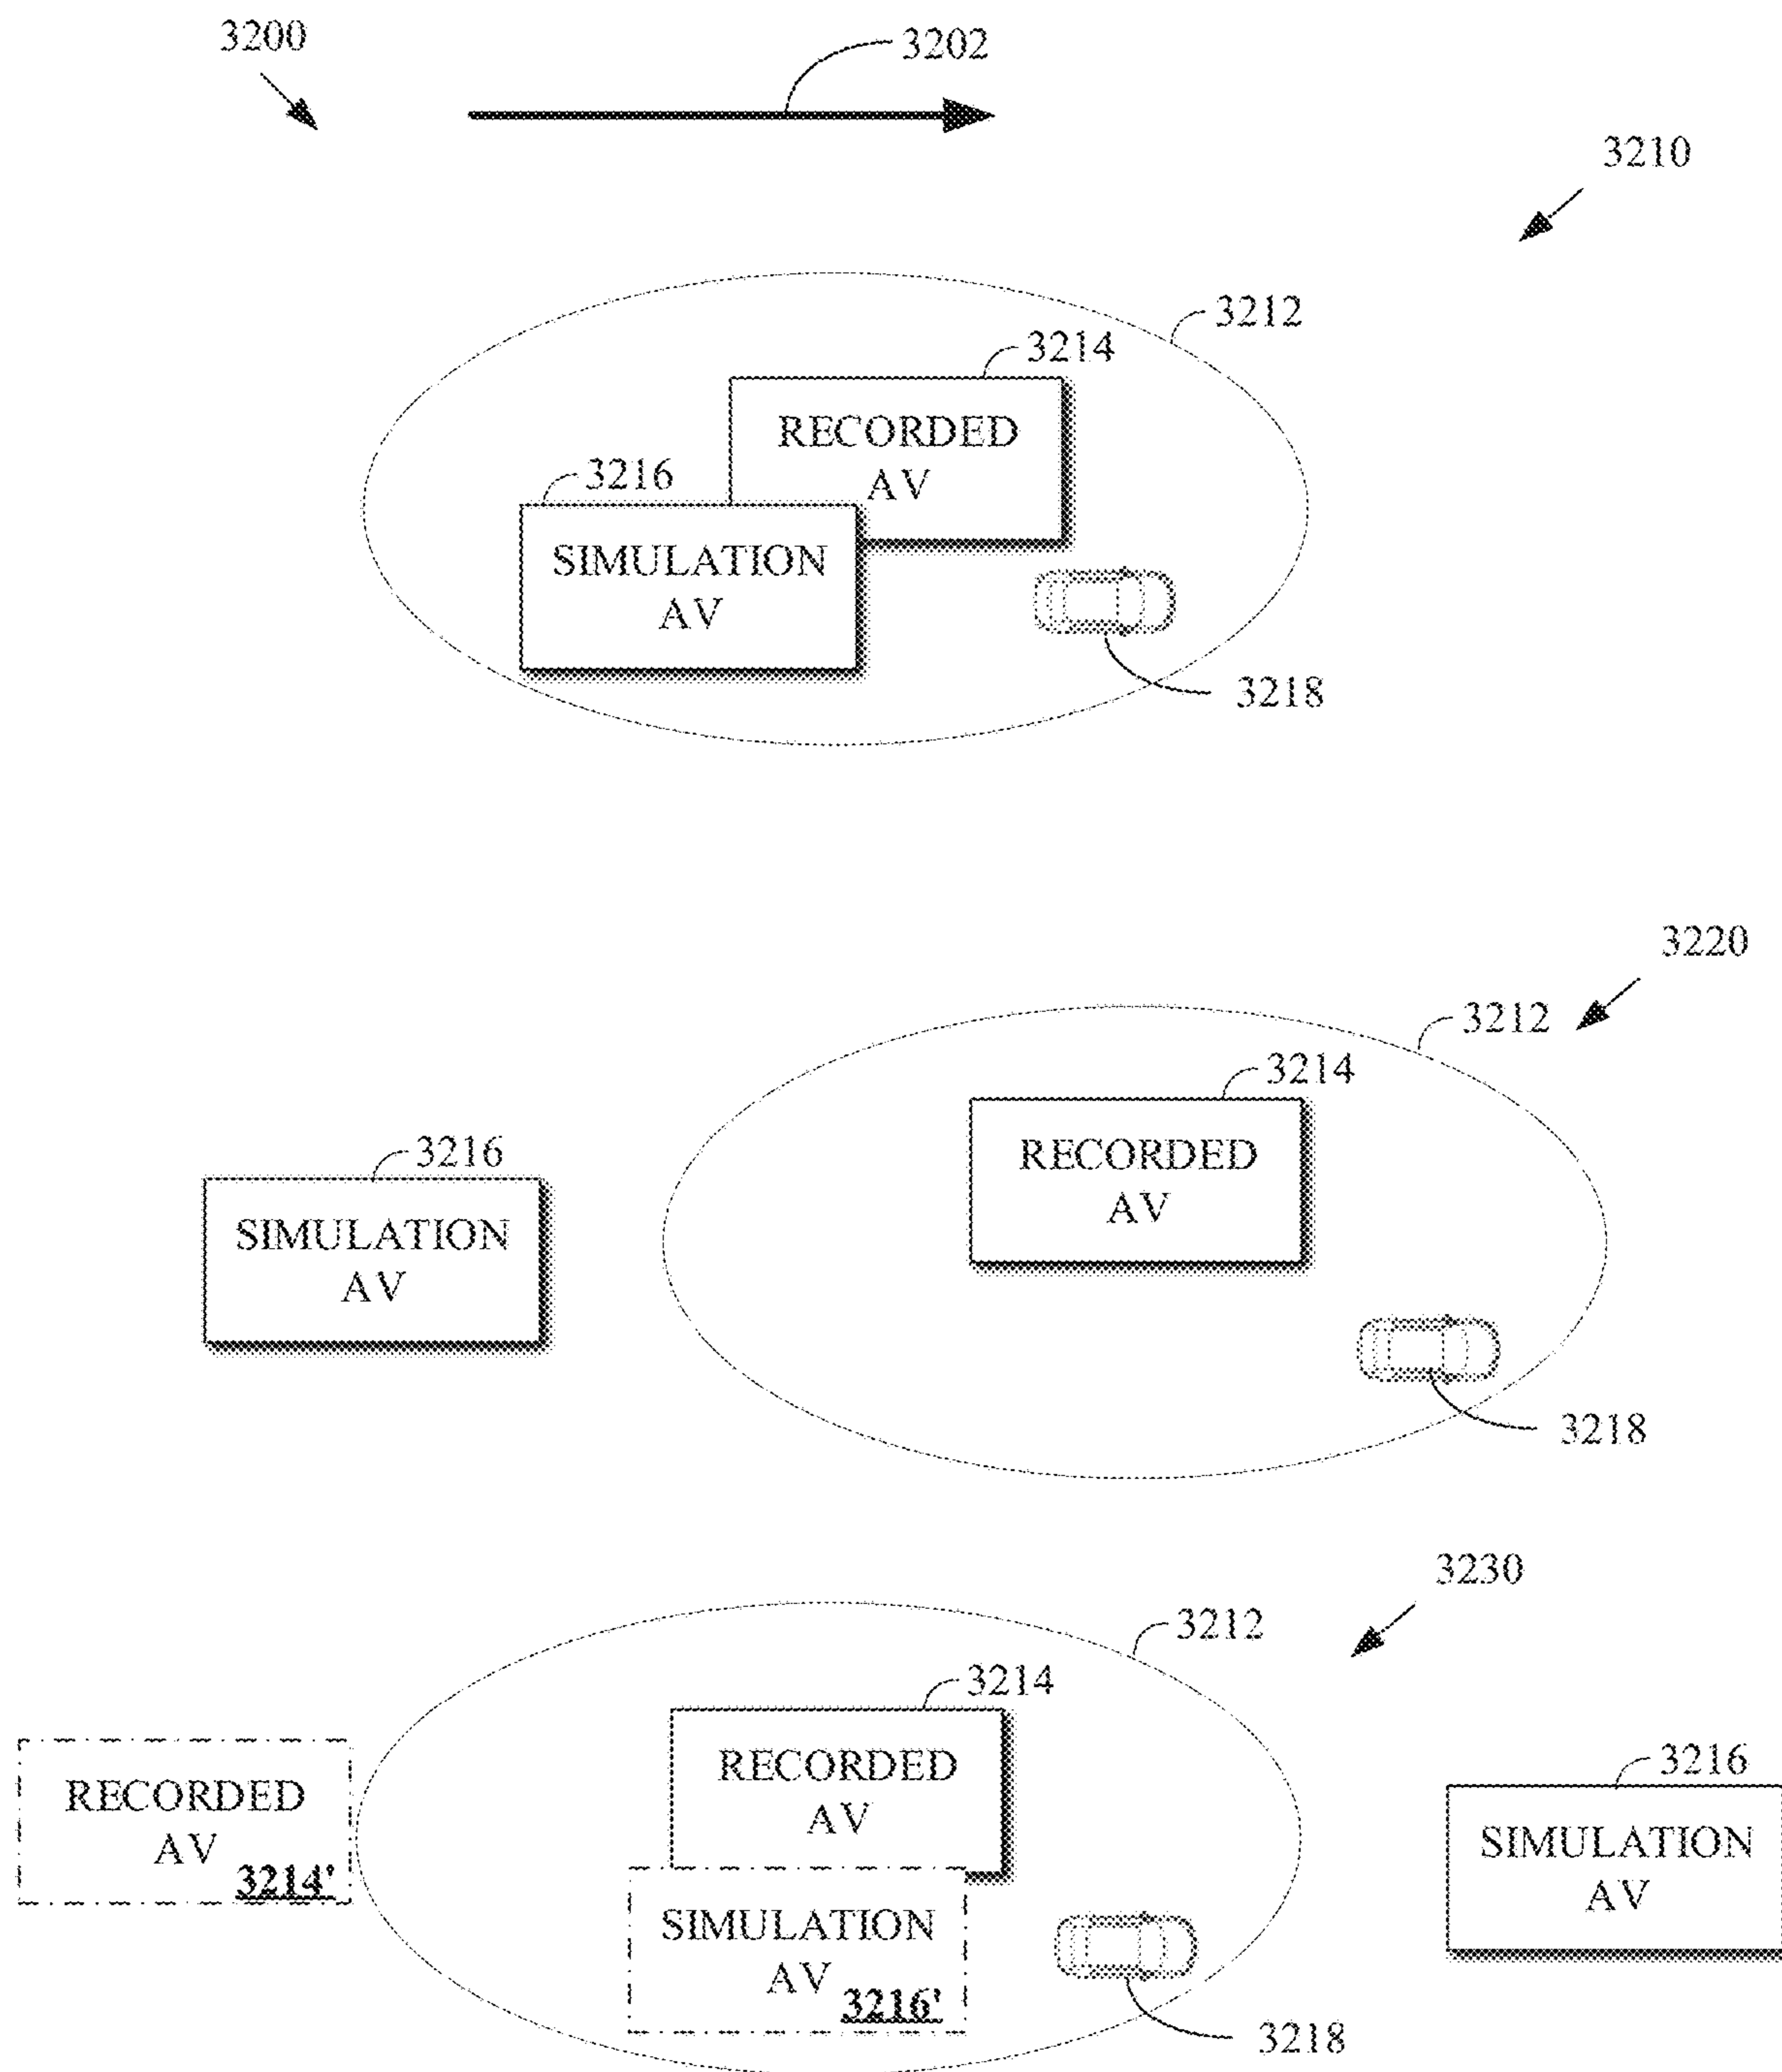 3200
3202
3210
3212
3214
RECORDED
AV
3216
SIMULATION
AV
3218
3220
3212
3214
RECORDED
AV
3216
SIMULATION
AV
3218
3230
3212
3214
RECORDED
AV
RECORDED
AV
3214'
3216
SIMULATION
AV
SIMULATION
AV
3216'
3218